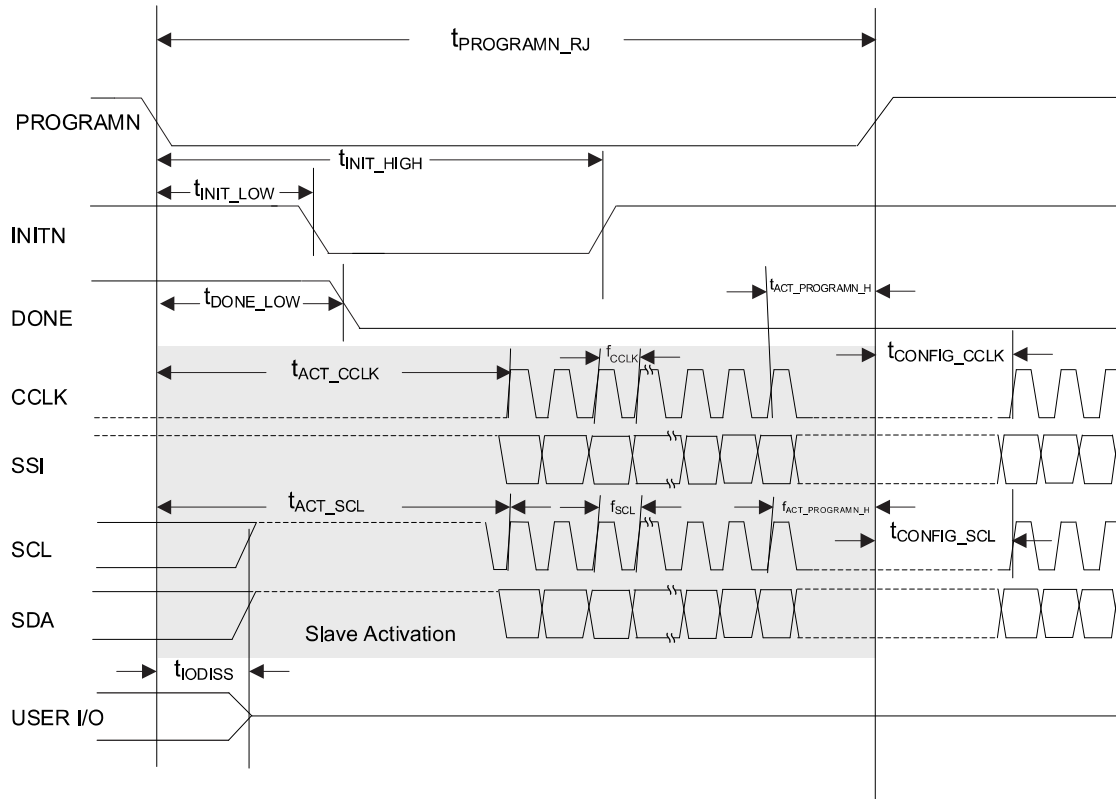 tPROGRAMN_RJ
PROGRAMN
tINIT_HIGH
tINIT_LOW
INITN
tDONE_LOW
tACT_PROGRAMN_H
DONE
fCCLK
tCONFIG_CCLK
tACT_CCLK
CCLK
SSI
tACT_SCL
fSCL
fACT_PROGRAMN_H
tCONFIG_SCL
SCL
SDA
Slave Activation
tIODISS
USER I/O